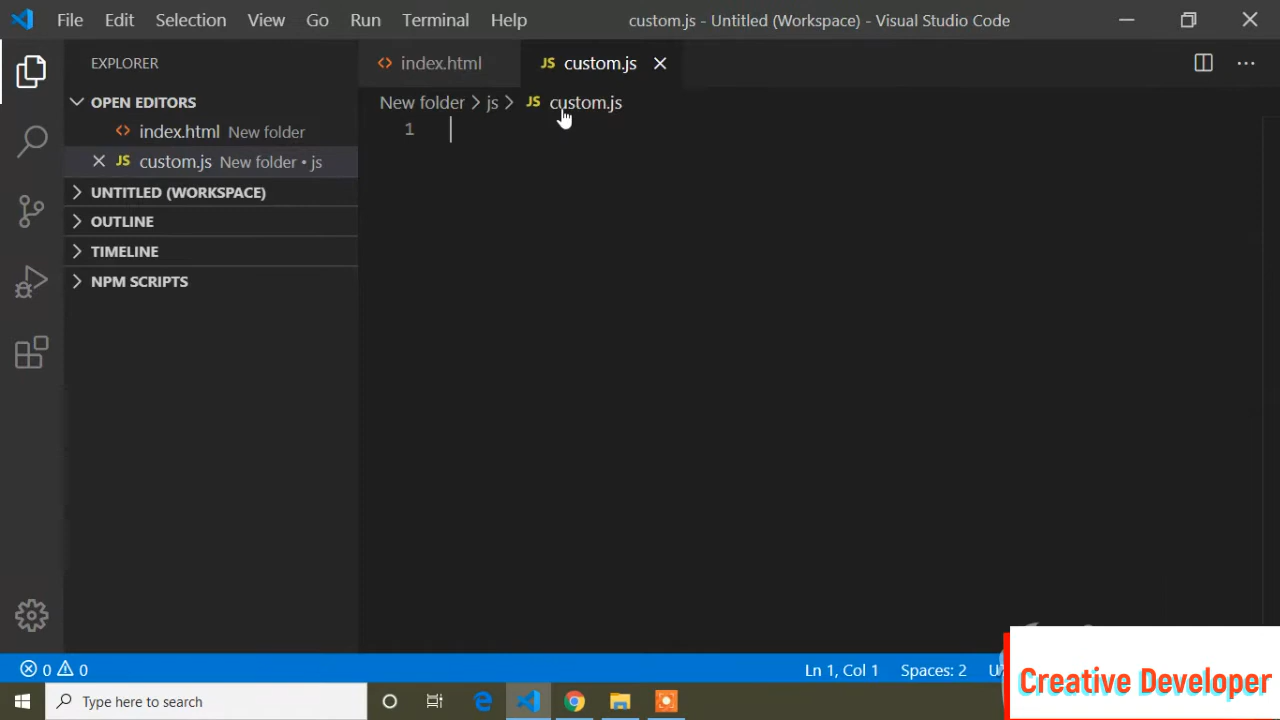 File Edit Selection View Go Run Terminal Help custom.js - Untitled (Workspace) - Visual Studio Code
EXPLORER
index.html JS custom.js
OPEN EDITORS
New folder > js > JS custom.js
index.html New folder
1
JS custom.js New folder • js
UNTITLED (WORKSPACE)
OUTLINE
TIMELINE
NPM SCRIPTS
0 0 Ln 1, Col 1 Spaces: 2
Type here to search
Creative Developer